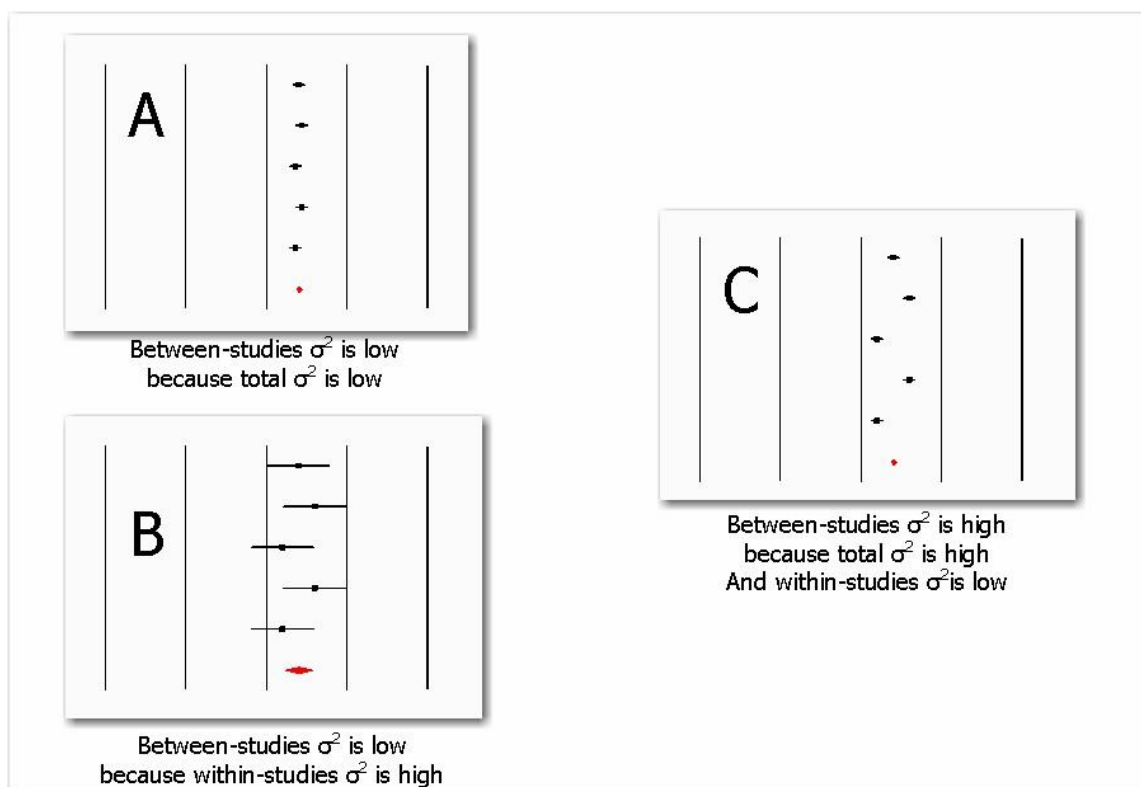 A
Between-studies σ² is low
because total σ² is low
B
Between-studies σ² is low
because within-studies σ² is high
C
Between-studies σ² is high
because total σ² is high
And within-studies σ²is low